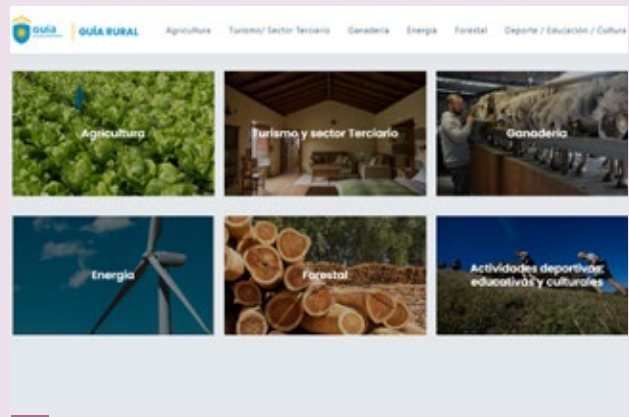 guía
GUÍA RURAL
Agricultura
Turismo/ Sector Terciario
Ganadería
Energía
Forestal
Deporte / Educación / Cultura
Agricultura
Turismo y sector Terciario
Ganadería
Energía
Forestal
Actividades deportivas,
educativas y culturales